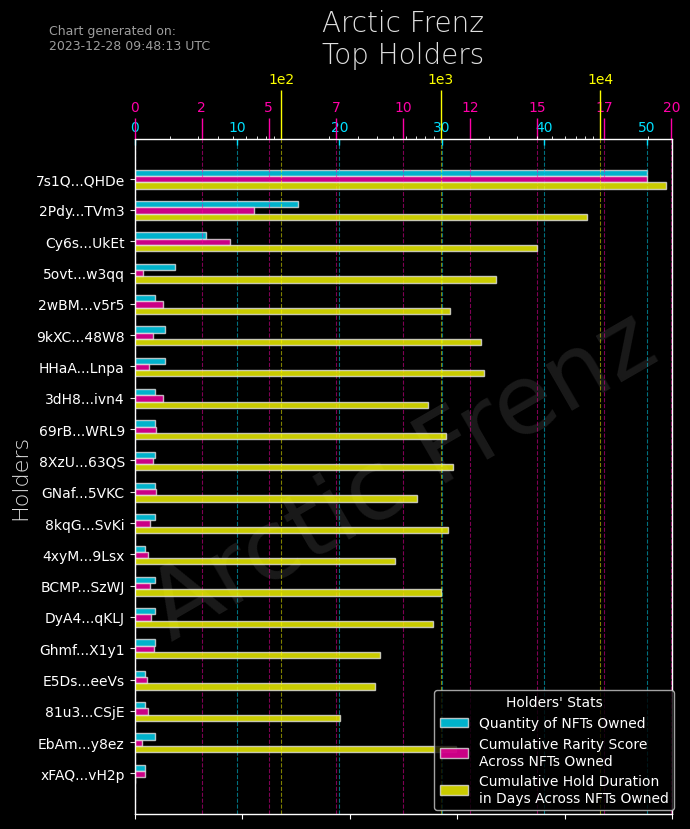 Arctic Frenz
Top Holders
Chart generated on:
2023-12-28 09:48:13 UTC
1e2 1e3 1e4
0 2 5 7 10 12 15 17 20
0 10 20 30 40 50
Holders
7s1Q...QHDe
2Pdy...TVm3
Cy6s...UkEt
5ovt...w3qq
2wBM...v5r5
9kXC...48W8
HHaA...Lnpa
3dH8...ivn4
69rB...WRL9
8XzU...63QS
GNaf...5VKC
8kqG...SvKi
4xyM...9Lsx
BCMP...SzWJ
DyA4...qKLJ
Ghmf...X1y1
E5Ds...eeVs
81u3...CSjE
EbAm...y8ez
xFAQ...vH2p
Arctic Frenz
Holders' Stats
Quantity of NFTs Owned
Cumulative Rarity Score
Across NFTs Owned
Cumulative Hold Duration
in Days Across NFTs Owned